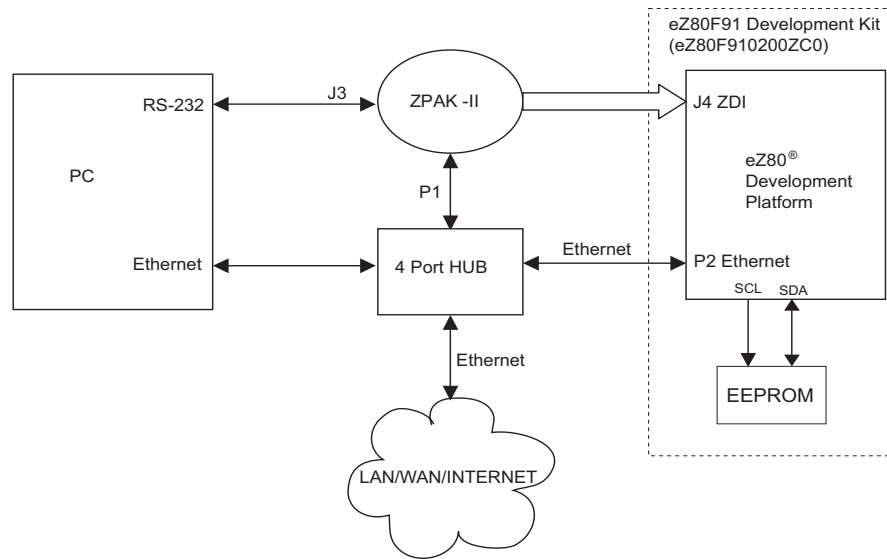 eZ80F91 Development Kit
(eZ80F910200ZC0)
RS-232
J3
ZPAK -II
J4 ZDI
PC
eZ80®
Development
Platform
P1
Ethernet
4 Port HUB
Ethernet
P2 Ethernet
SCL
SDA
Ethernet
EEPROM
LAN/WAN/INTERNET